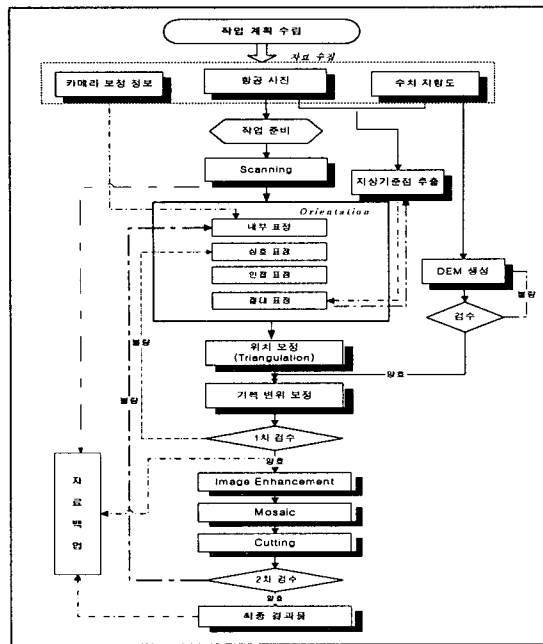 작업 계획 수립
자료 수집
카메라 보정 정보
항공 사진
수치 지형도
작업 준비
Scanning
지상기준점 추출
Orientation
내부 표정
상호 표정
인접 표정
절대 표정
DEM 생성
불량
검수
양호
위치 보정
(Triangulation)
기복 변위 보정
불량
불량
1차 검수
양호
Image Enhancement
Mosaic
Cutting
2차 검수
양호
자료백업
최종 결과물